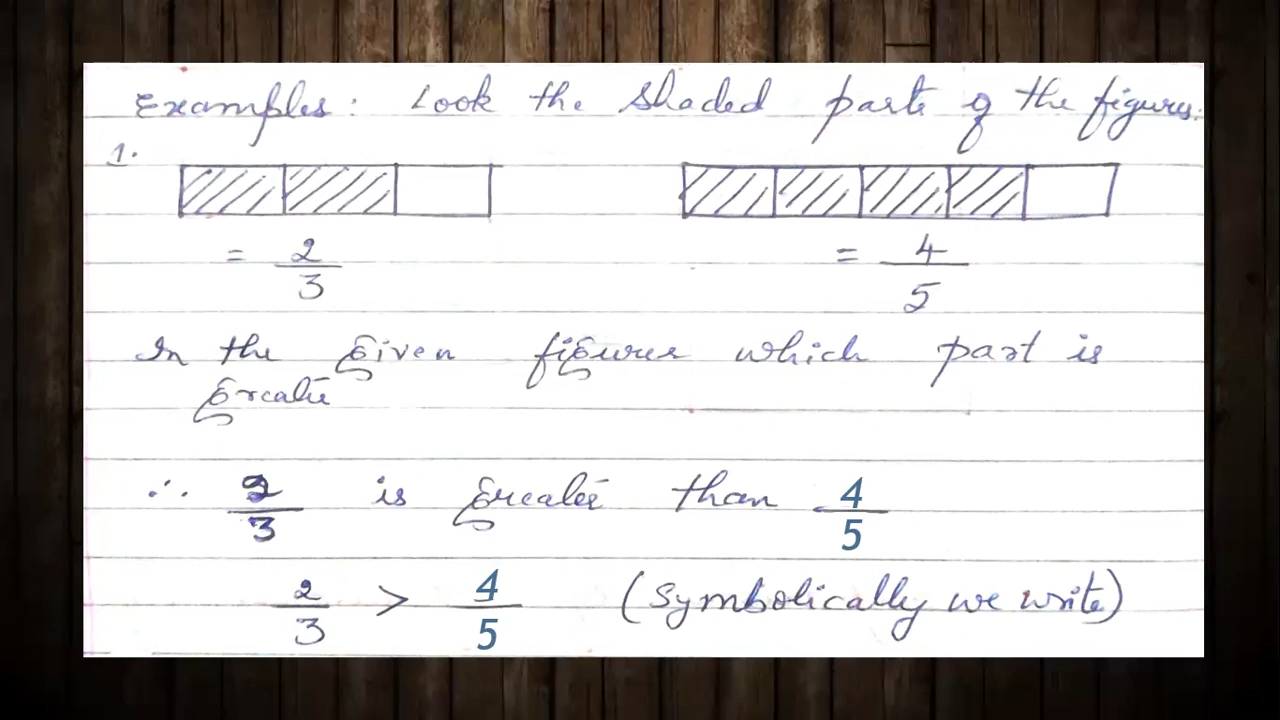 Examples: Look the shaded parts of the figures.
1.
= 2/3 = 4/5
In the given figures which part is
greater
∴ 2/3 is greater than 4/5
2/3 > 4/5 (symbolically we write)